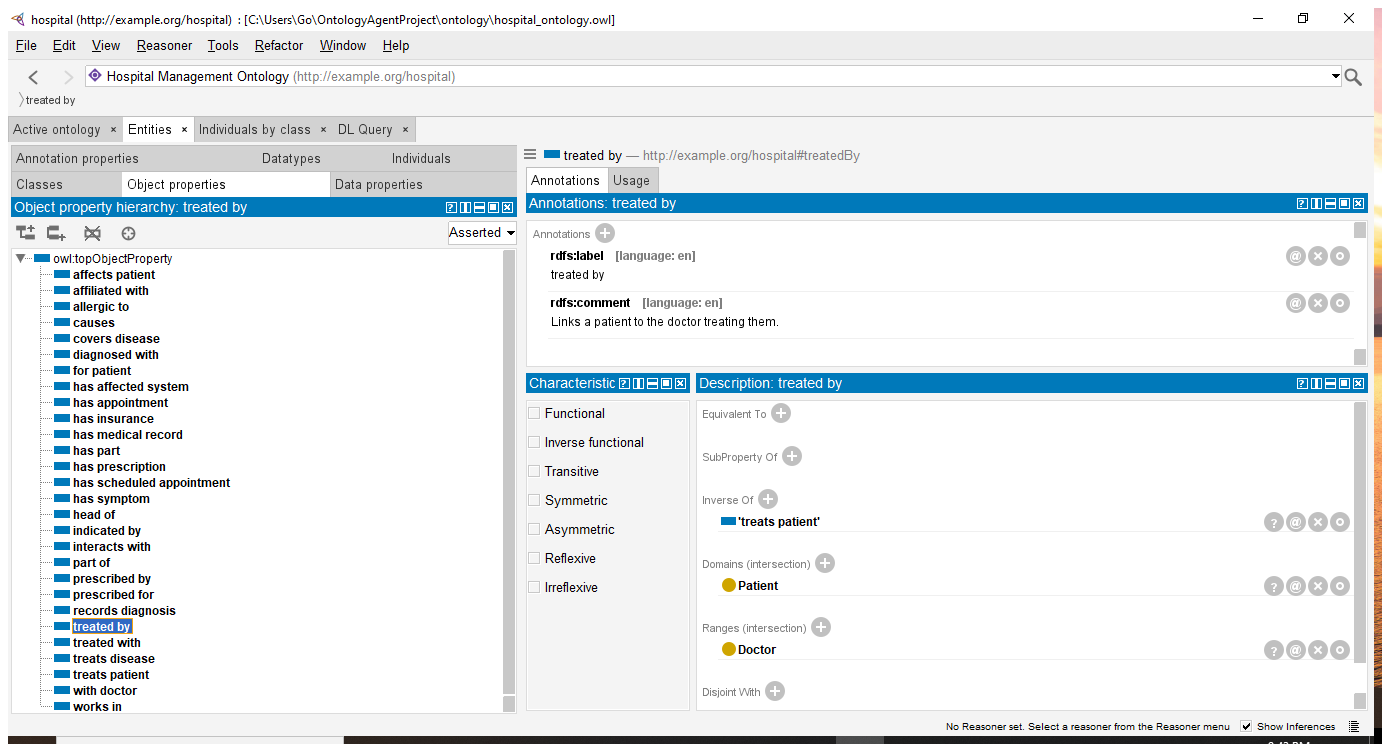 hospital (http://example.org/hospital) : [C:\Users\Go\OntologyAgentProject\ontology\hospital_ontology.owl]
File Edit View Reasoner Tools Refactor Window Help
Hospital Management Ontology (http://example.org/hospital)
treated by
Active ontology × Entities × Individuals by class × DL Query ×
Annotation properties Datatypes Individuals
Classes Object properties Data properties
Object property hierarchy: treated by
Asserted
owl:topObjectProperty
affects patient
affiliated with
allergic to
causes
covers disease
diagnosed with
for patient
has affected system
has appointment
has insurance
has medical record
has part
has prescription
has scheduled appointment
has symptom
head of
indicated by
interacts with
part of
prescribed by
prescribed for
records diagnosis
treated by
treated with
treats disease
treats patient
with doctor
works in
treated by — http://example.org/hospital#treatedBy
Annotations Usage
Annotations: treated by
Annotations
rdfs:label [language: en]
treated by
rdfs:comment [language: en]
Links a patient to the doctor treating them.
Characteristic
Functional
Inverse functional
Transitive
Symmetric
Asymmetric
Reflexive
Irreflexive
Description: treated by
Equivalent To
SubProperty Of
Inverse Of
'treats patient'
Domains (intersection)
Patient
Ranges (intersection)
Doctor
Disjoint With
No Reasoner set. Select a reasoner from the Reasoner menu Show Inferences